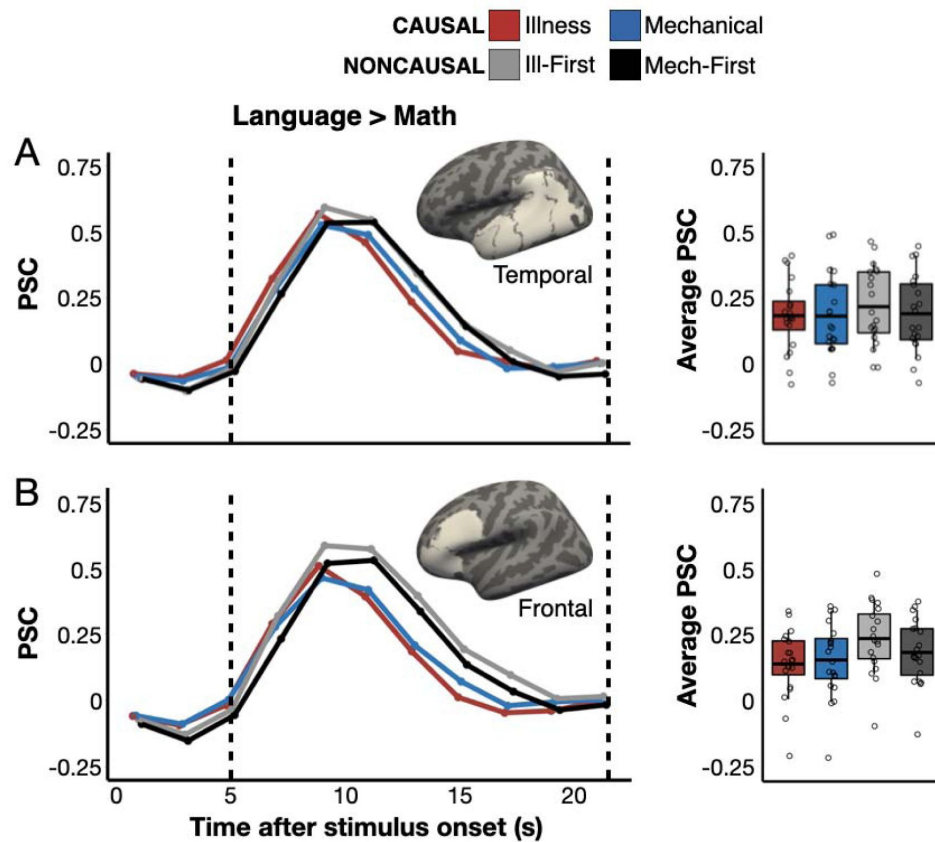 CAUSAL Illness Mechanical
NONCAUSAL Ill-First Mech-First
Language > Math
A
0.75
0.5
0.25
0
-0.25
PSC
Temporal
0.75
0.5
0.25
0
-0.25
Average PSC
B
0.75
0.5
0.25
0
-0.25
PSC
Frontal
0.75
0.5
0.25
0
-0.25
Average PSC
0 5 10 15 20
Time after stimulus onset (s)